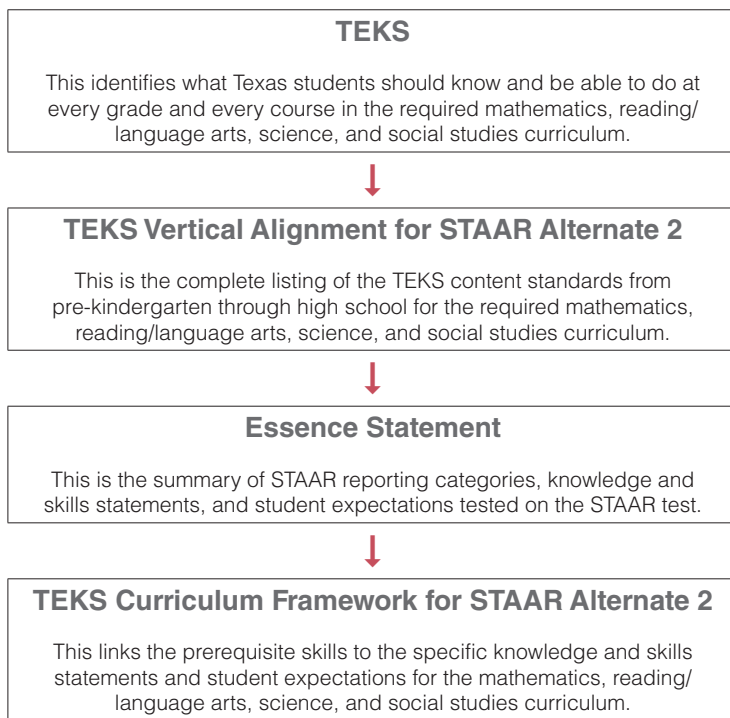 TEKS
This identifies what Texas students should know and be able to do at
every grade and every course in the required mathematics, reading/
language arts, science, and social studies curriculum.
TEKS Vertical Alignment for STAAR Alternate 2
This is the complete listing of the TEKS content standards from
pre-kindergarten through high school for the required mathematics,
reading/language arts, science, and social studies curriculum.
Essence Statement
This is the summary of STAAR reporting categories, knowledge and
skills statements, and student expectations tested on the STAAR test.
TEKS Curriculum Framework for STAAR Alternate 2
This links the prerequisite skills to the specific knowledge and skills
statements and student expectations for the mathematics, reading/
language arts, science, and social studies curriculum.